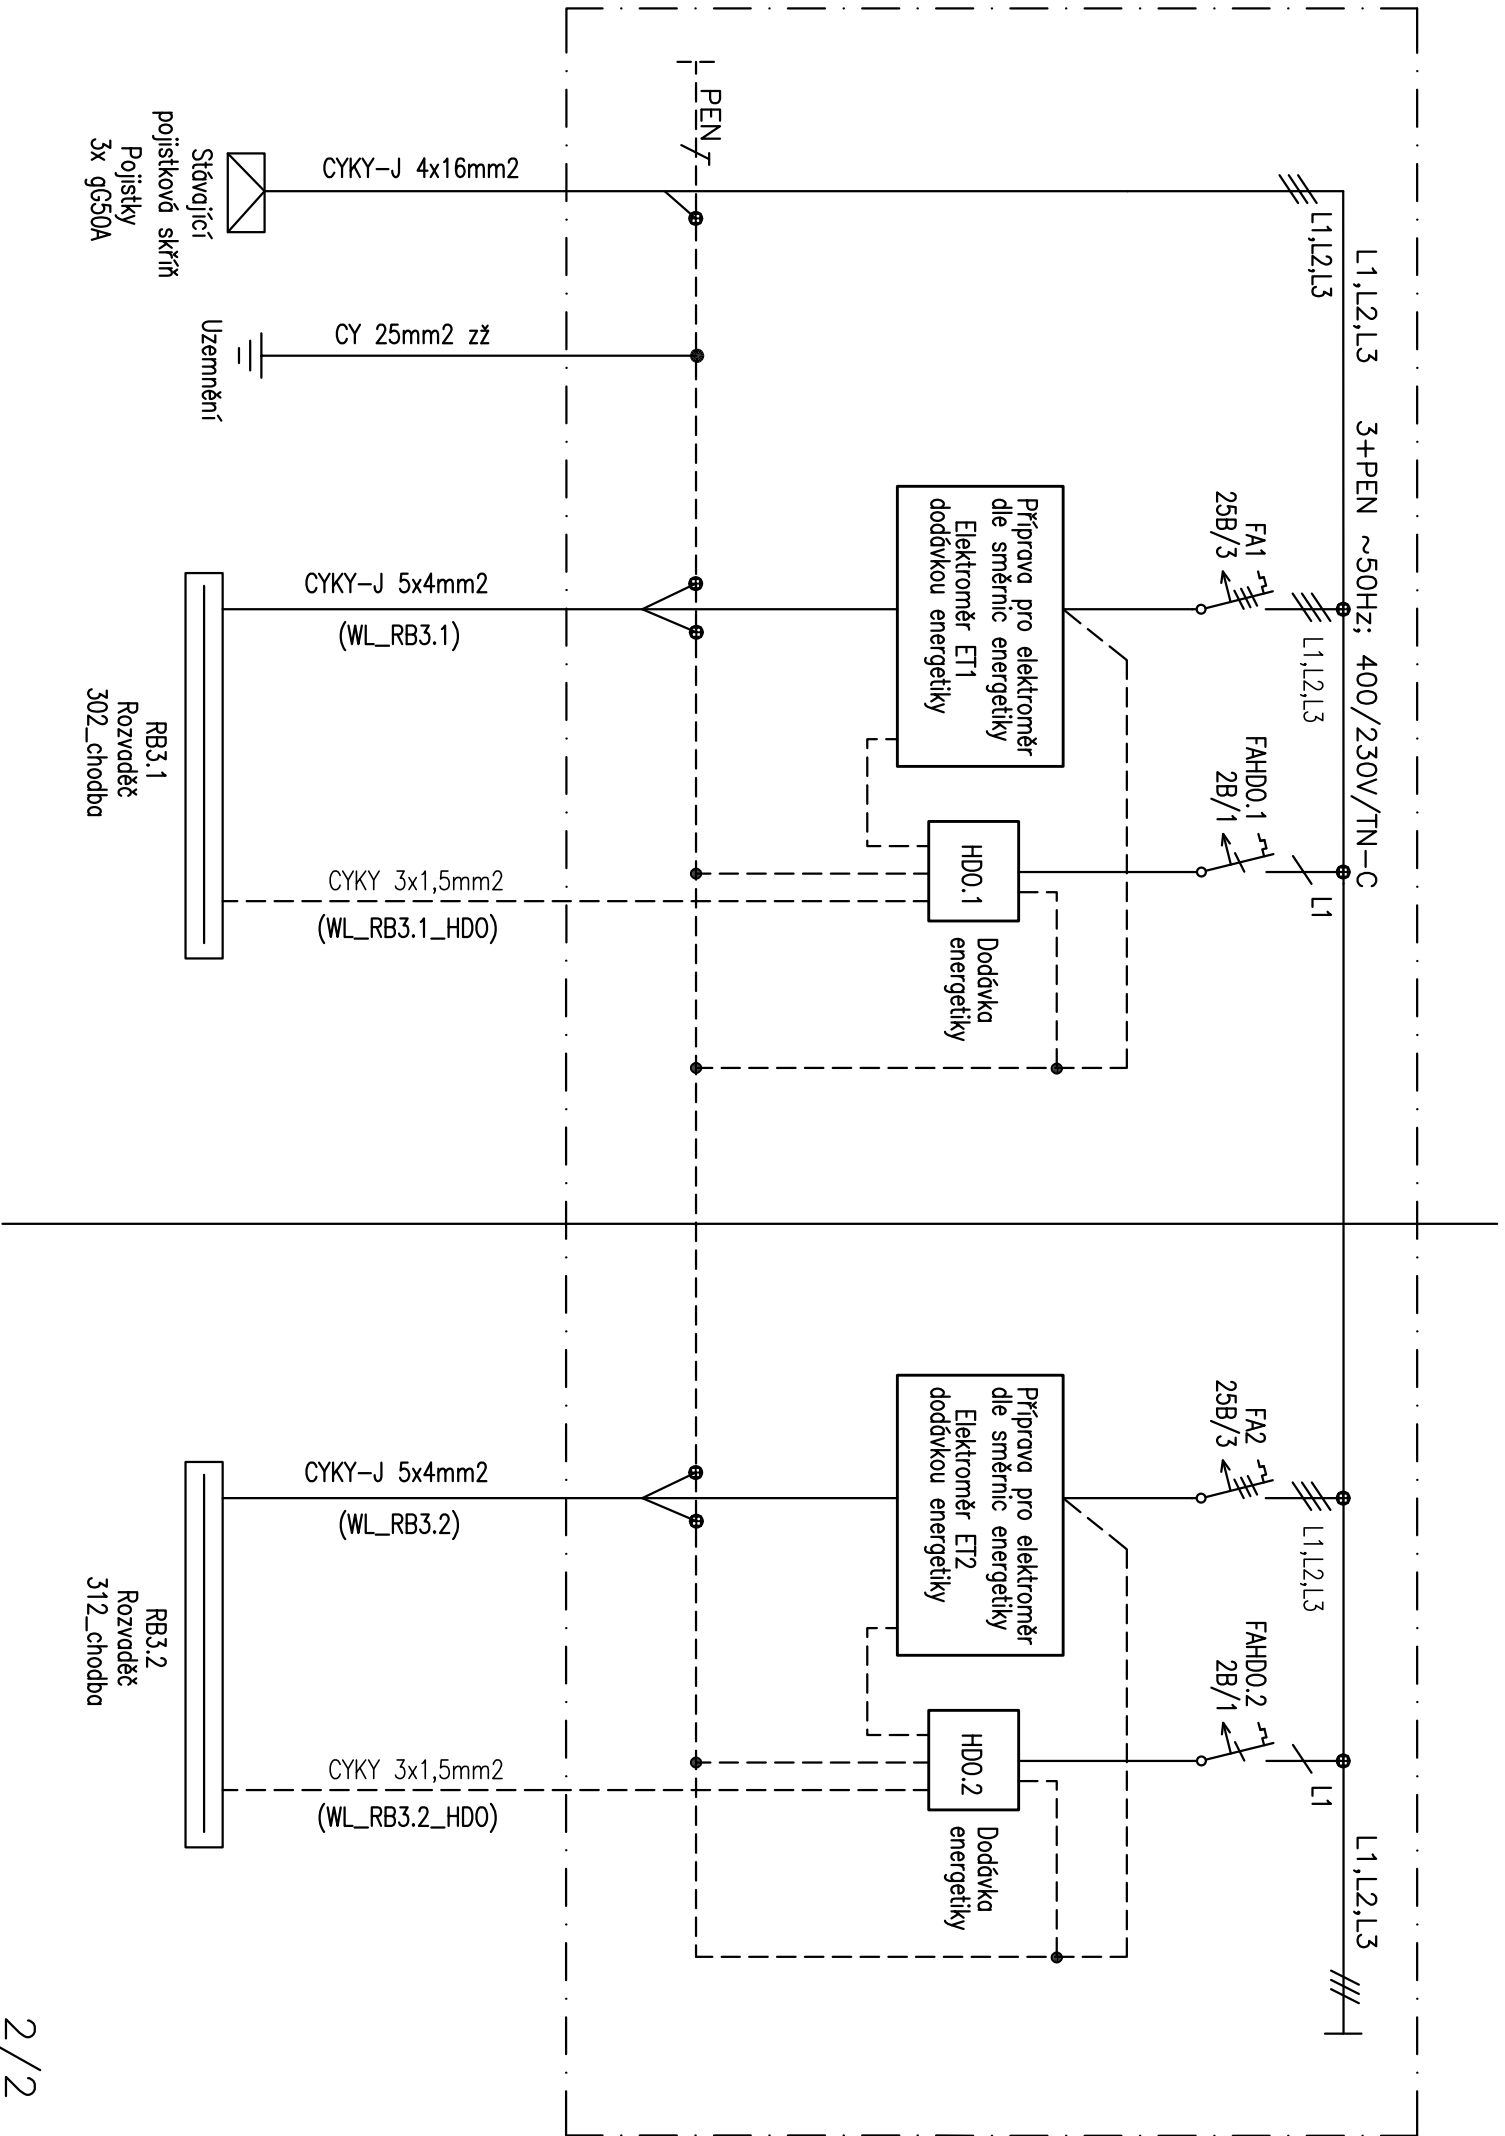 L1,L2,L3
3+PEN ~50Hz; 400/230V/TN-C
L1,L2,L3
L1,L2,L3
FA1
25B/3
L1,L2,L3
FAHDO.1
2B/1
L1
FA2
25B/3
L1,L2,L3
FAHDO.2
2B/1
L1
Příprava pro elektroměr
dle směrnic energetiky
Elektroměr ET1
dodávkou energetiky
HDO.1
Dodávka
energetiky
Příprava pro elektroměr
dle směrnic energetiky
Elektroměr ET2
dodávkou energetiky
HDO.2
Dodávka
energetiky
PEN
CYKY-J 4x16mm2
CY 25mm2 zž
CYKY-J 5x4mm2
(WL_RB3.1)
CYKY 3x1,5mm2
(WL_RB3.1_HDO)
CYKY-J 5x4mm2
(WL_RB3.2)
CYKY 3x1,5mm2
(WL_RB3.2_HDO)
Stávající
pojistková skříň
Pojistky
3x gG50A
Uzemnění
RB3.1
Rozvaděč
302_chodba
RB3.2
Rozvaděč
312_chodba
2/2